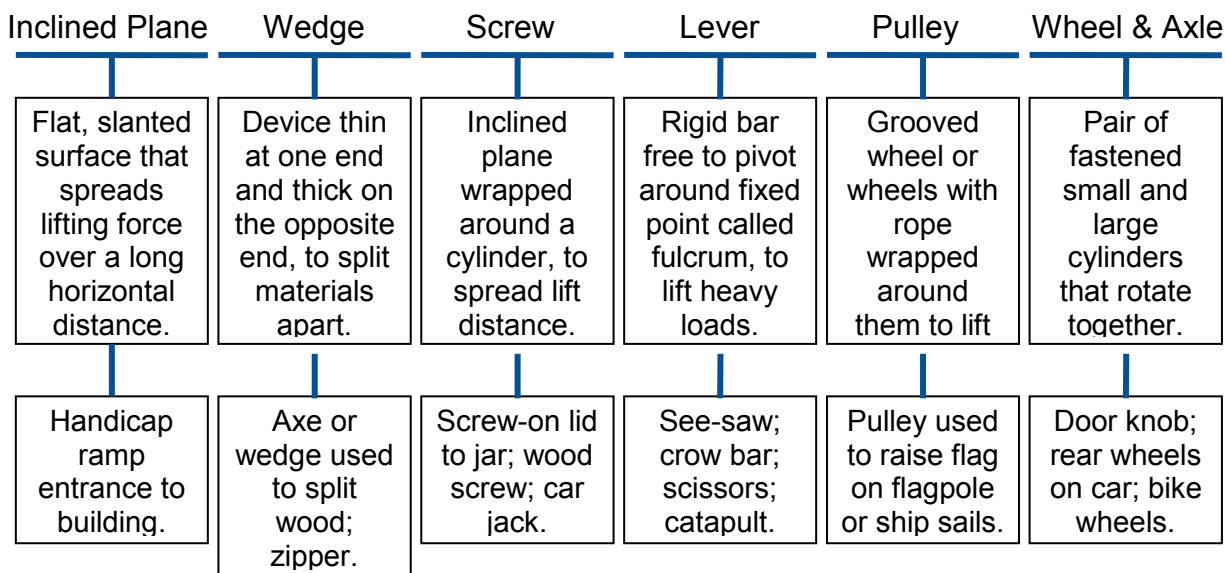 Inclined Plane
Wedge
Screw
Lever
Pulley
Wheel & Axle
Flat, slanted
surface that
spreads
lifting force
over a long
horizontal
distance.
Device thin
at one end
and thick on
the opposite
end, to split
materials
apart.
Inclined
plane
wrapped
around a
cylinder, to
spread lift
distance.
Rigid bar
free to pivot
around fixed
point called
fulcrum, to
lift heavy
loads.
Grooved
wheel or
wheels with
rope
wrapped
around
them to lift
Pair of
fastened
small and
large
cylinders
that rotate
together.
Handicap
ramp
entrance to
building.
Axe or
wedge used
to split
wood;
zipper.
Screw-on lid
to jar; wood
screw; car
jack.
See-saw;
crow bar;
scissors;
catapult.
Pulley used
to raise flag
on flagpole
or ship sails.
Door knob;
rear wheels
on car; bike
wheels.